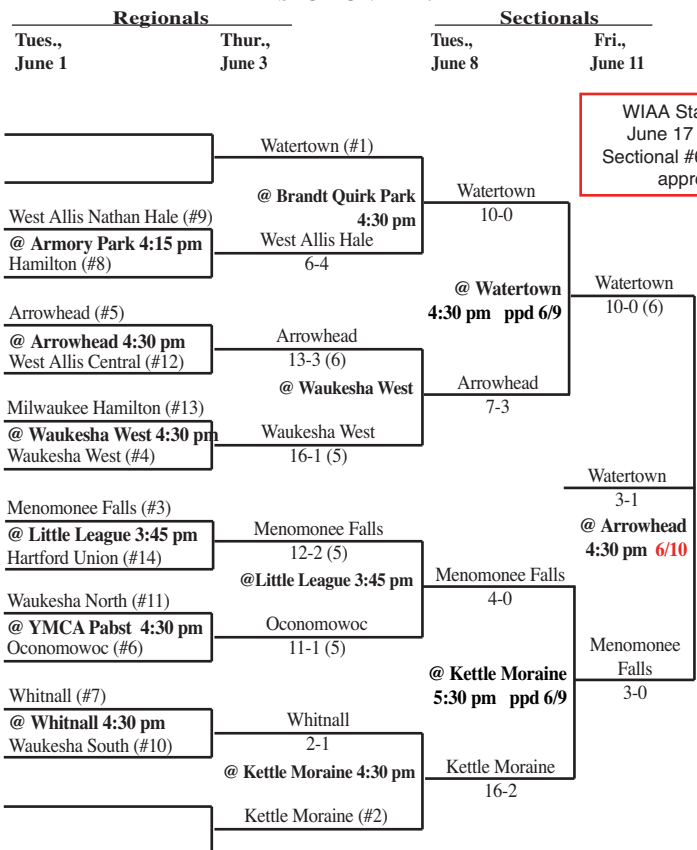 Regionals
Sectionals
Tues.,
June 1
Thur.,
June 3
Tues.,
June 8
Fri.,
June 11
WIAA
June 17
Sectional
West Allis Nathan Hale (#9)
@ Armory Park 4:15 pm
Hamilton (#8)
Arrowhead (#5)
@ Arrowhead 4:30 pm
West Allis Central (#12)
Milwaukee Hamilton (#13)
@ Waukesha West 4:30 pm
Waukesha West (#4)
Menomonee Falls (#3)
@ Little League 3:45 pm
Hartford Union (#14)
Waukesha North (#11)
@ YMCA Pabst 4:30 pm
Oconomowoc (#6)
Whitnall (#7)
@ Whitnall 4:30 pm
Waukesha South (#10)
Watertown (#1)
@ Brandt Quirk Park
4:30 pm
West Allis Hale
6-4
Arrowhead
13-3 (6)
@ Waukesha West
Waukesha West
16-1 (5)
Menomonee Falls
12-2 (5)
@Little League 3:45 pm
Oconomowoc
11-1 (5)
Whitnall
2-1
@ Kettle Moraine 4:30 pm
Kettle Moraine (#2)
Watertown
10-0
@ Watertown
4:30 pm ppd 6/9
Arrowhead
7-3
Menomonee Falls
4-0
@ Kettle Moraine
5:30 pm ppd 6/9
Kettle Moraine
16-2
Watertown
10-0 (6)
Watertown
3-1
@ Arrowhead
4:30 pm 6/10
Menomonee
Falls
3-0